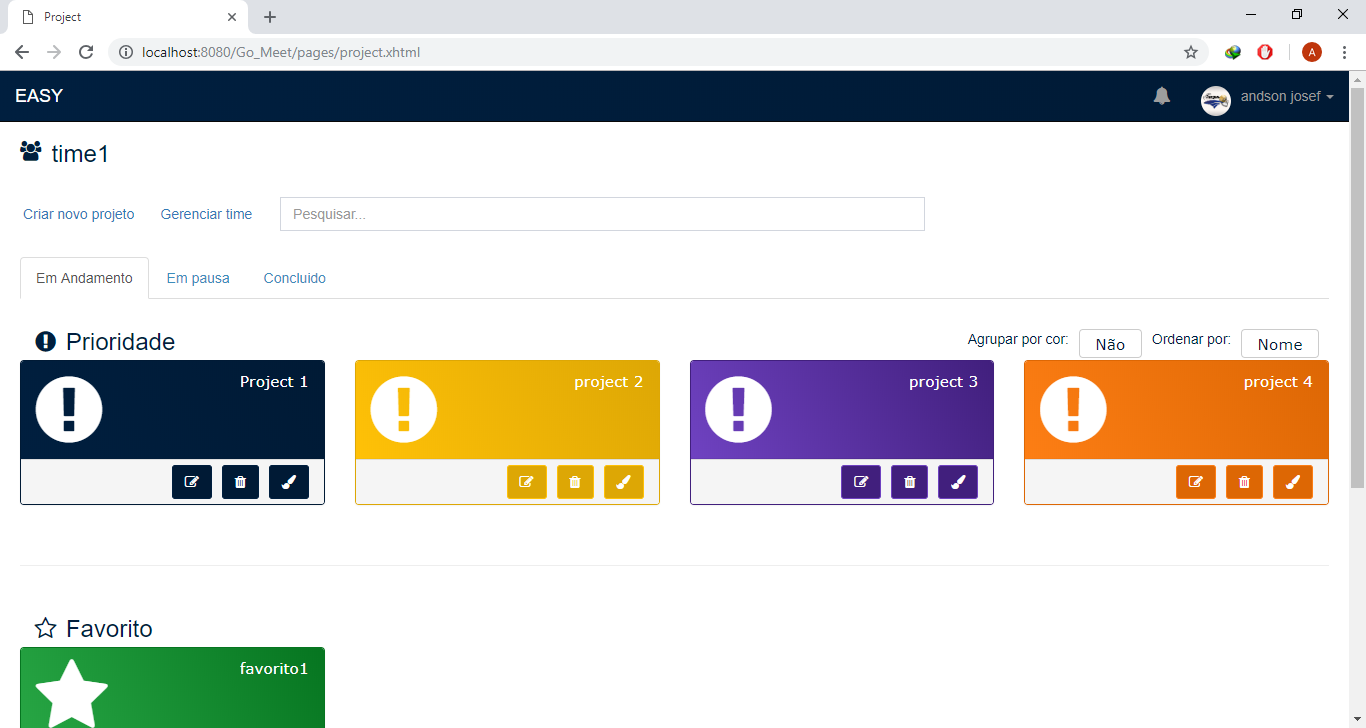 Project
localhost:8080/Go_Meet/pages/project.xhtml
A
EASY
andson josef
time1
Criar novo projeto
Gerenciar time
Pesquisar...
Em Andamento
Em pausa
Concluido
Prioridade
Agrupar por cor:
Não
Ordenar por:
Nome
Project 1
project 2
project 3
project 4
Favorito
favorito1